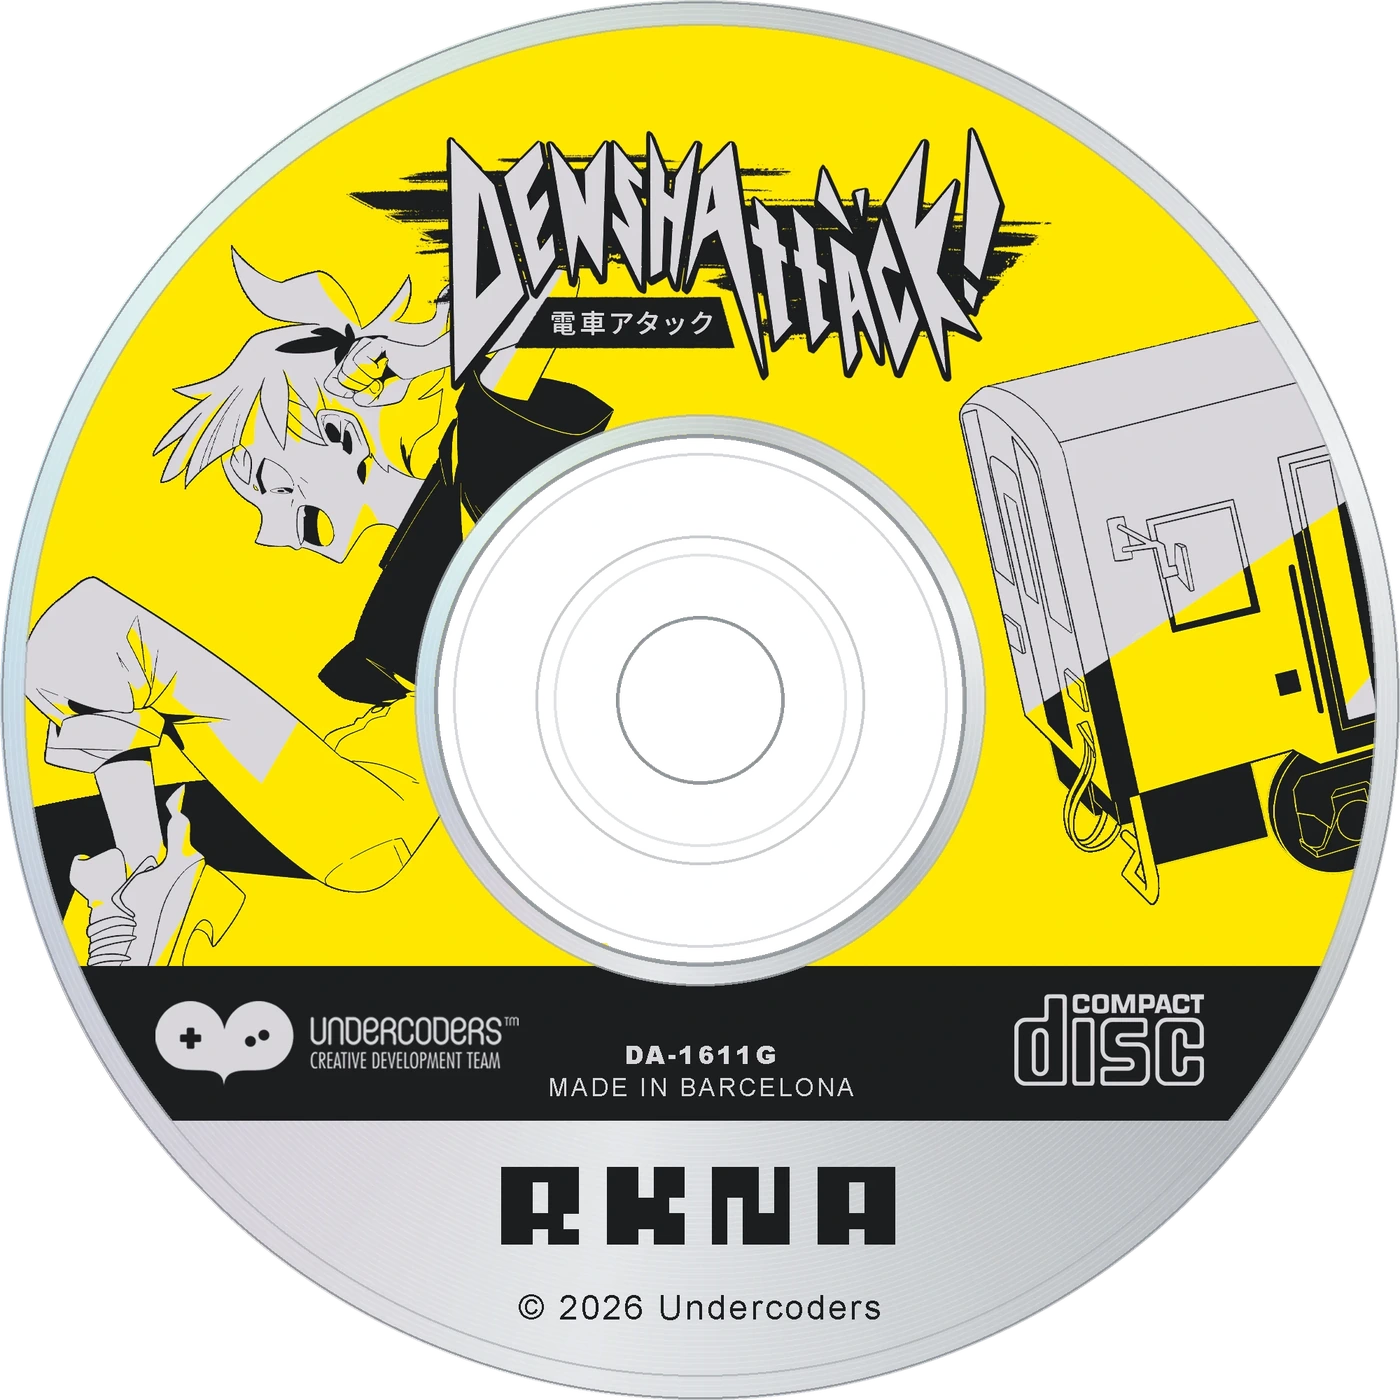 DENSHAttacK!
電車アタック
UNDERCODERS™
CREATIVE DEVELOPMENT TEAM
DA-1611G
MADE IN BARCELONA
COMPACT
disc
RKNA
© 2026 Undercoders